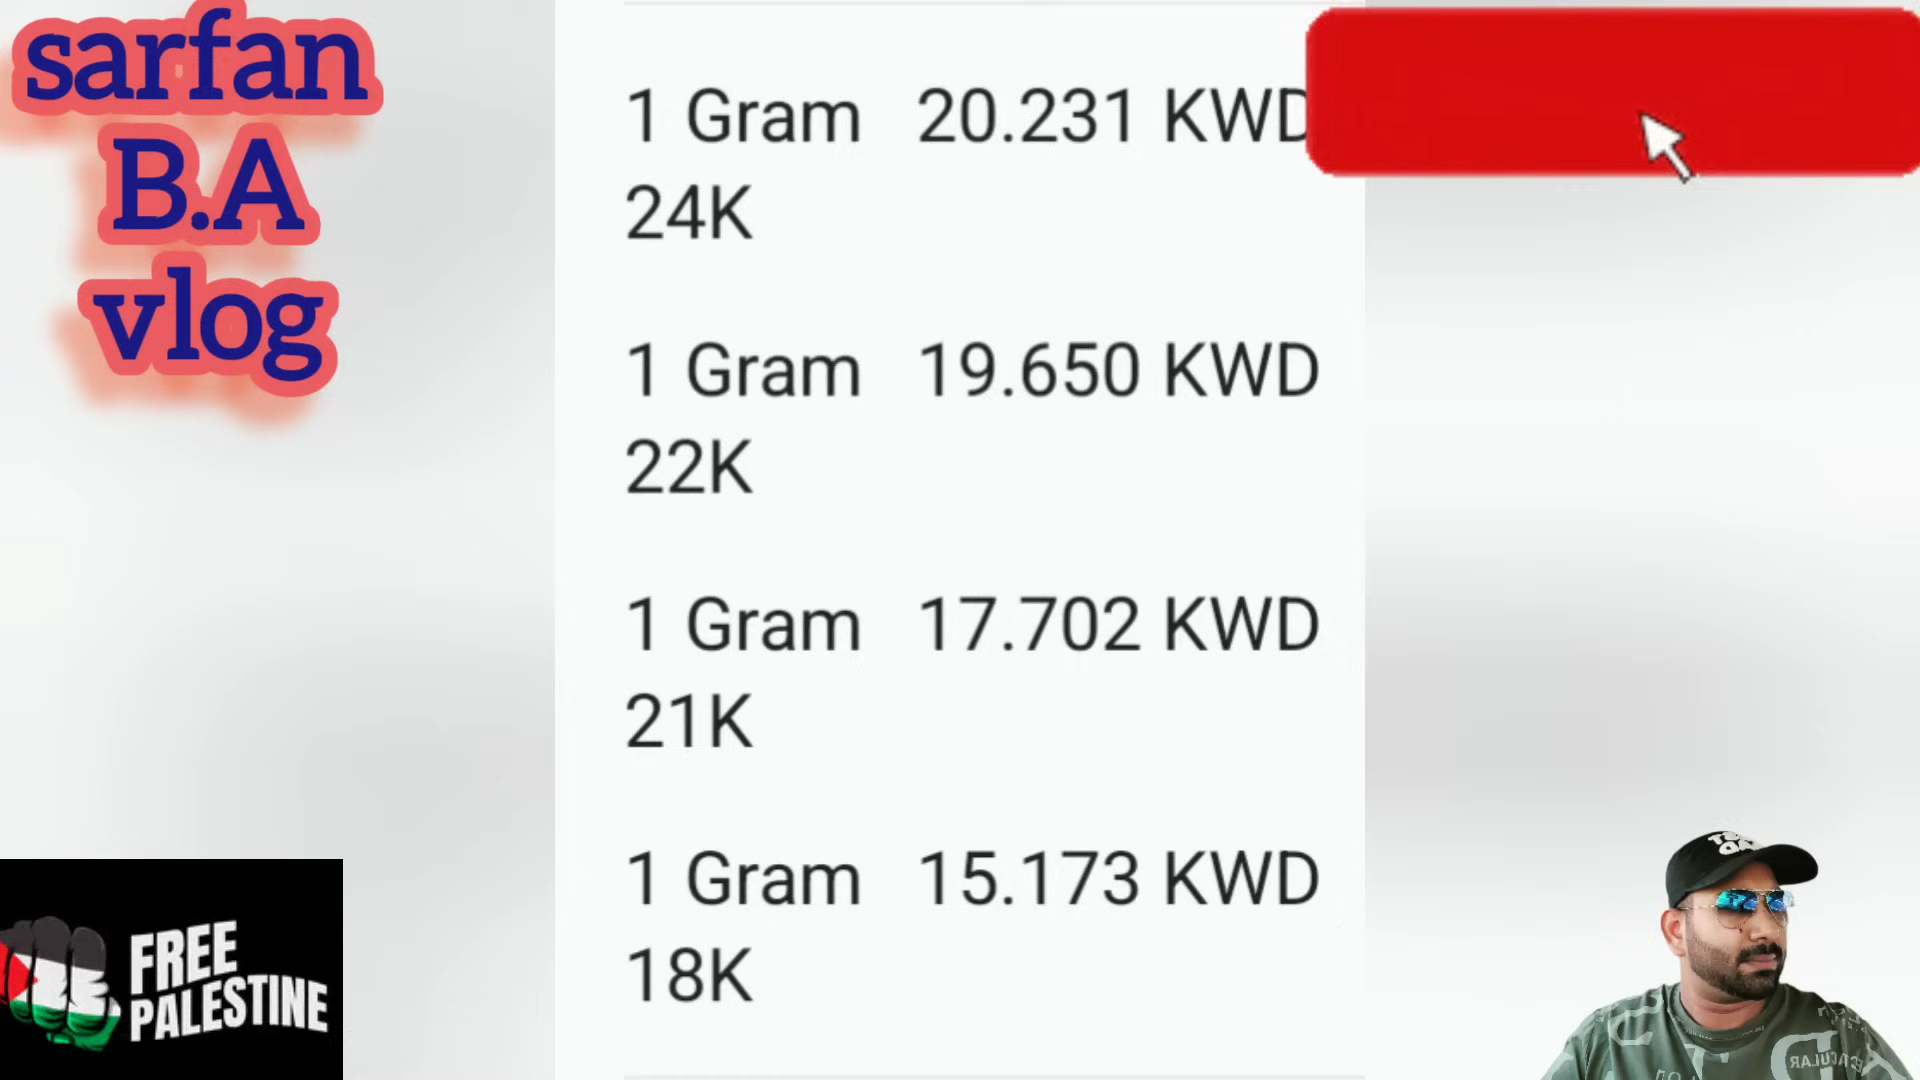 sarfan
B.A
vlog
1 Gram 20.231 KWD
24K
1 Gram 19.650 KWD
22K
1 Gram 17.702 KWD
21K
1 Gram 15.173 KWD
18K
FREE
PALESTINE